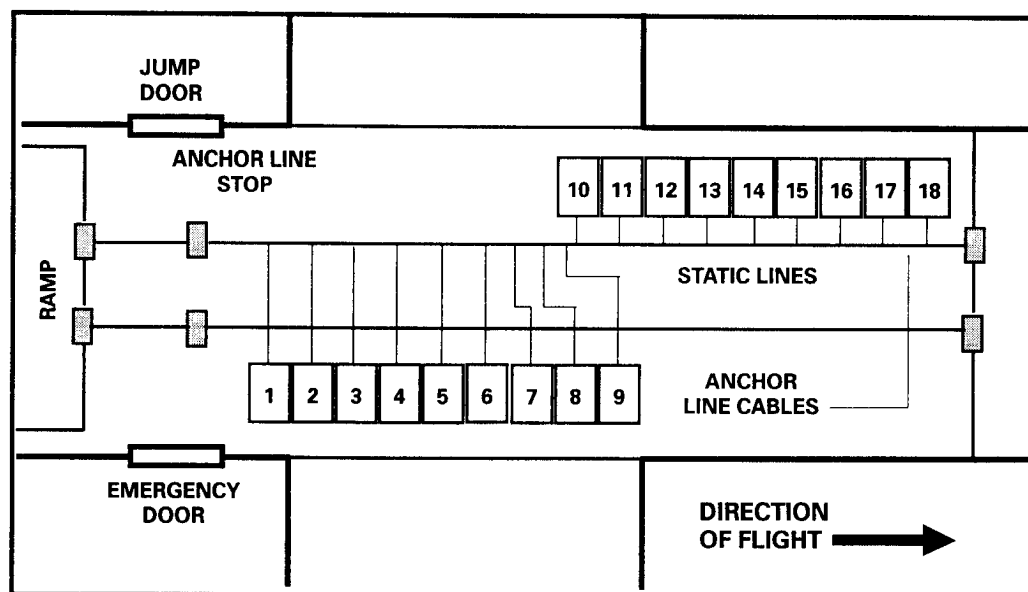 JUMP
DOOR
ANCHOR LINE
STOP
10 11 12 13 14 15 16 17 18
RAMP
STATIC LINES
1 2 3 4 5 6 7 8 9
ANCHOR
LINE CABLES
EMERGENCY
DOOR
DIRECTION
OF FLIGHT